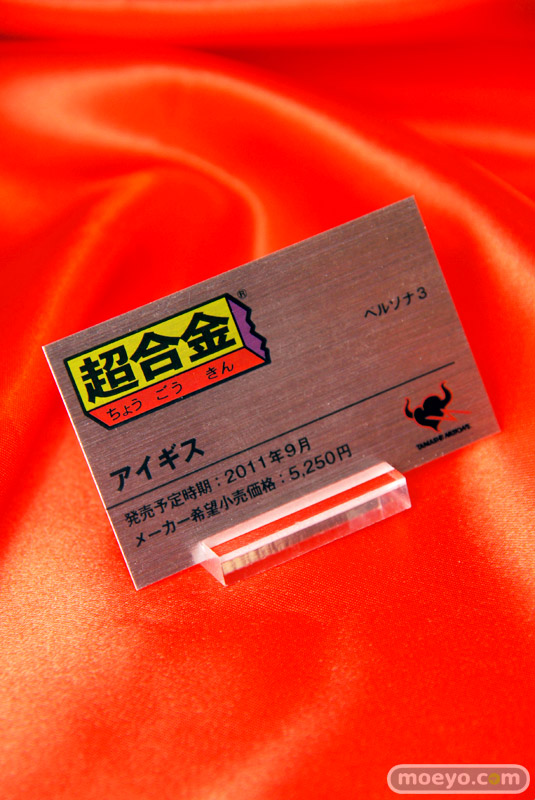 ペルソナ3
超合金®
ちょう ごう きん
アイギス
発売予定時期：2011年9月
メーカー希望小売価格：5,250円
TAMASHII NATIONS
moeyo.com